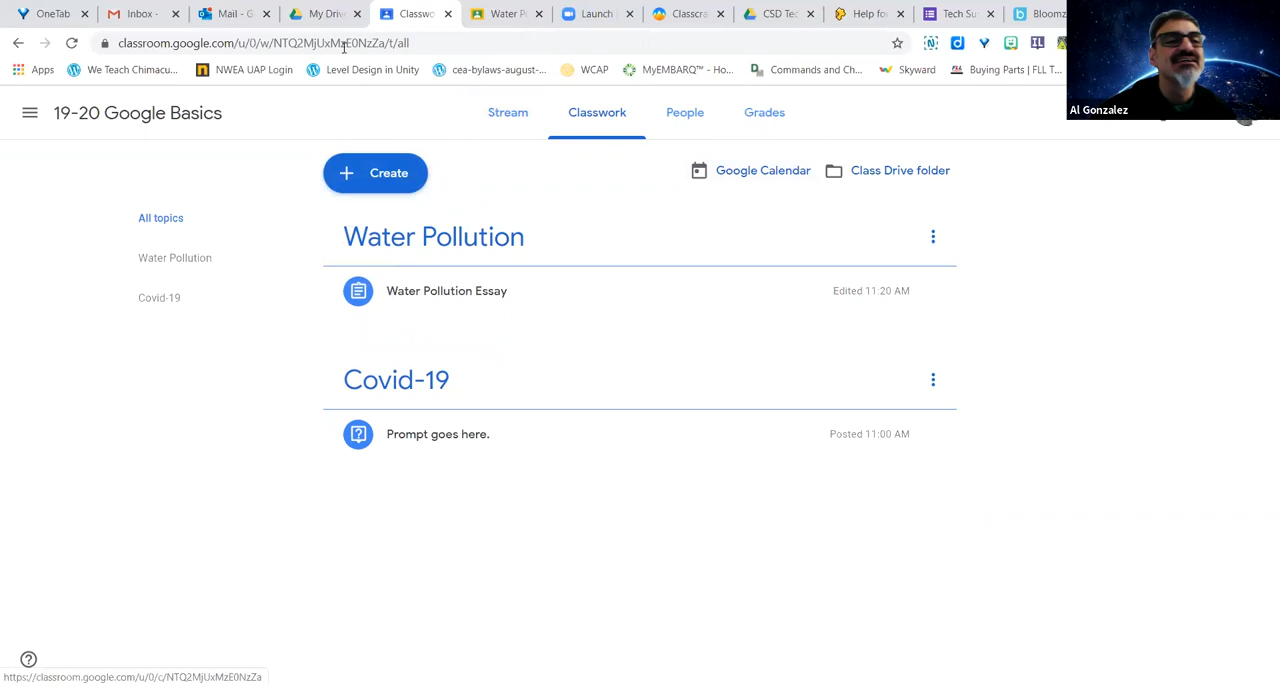 OneTab
Inbox -
Mail - G
My Driv
Classwo
Water P
Launch
Classcra
CSD Tec
Help fo
Tech Su
Bloomz
classroom.google.com/u/0/w/NTQ2MjUxMzE0NzZa/t/all
Apps
We Teach Chimacu...
NWEA UAP Login
Level Design in Unity
cea-bylaws-august-...
WCAP
MyEMBARQ™ - Ho...
Commands and Ch...
Skyward
Buying Parts | FLL T...
Al Gonzalez
19-20 Google Basics
Stream
Classwork
People
Grades
Create
Google Calendar
Class Drive folder
All topics
Water Pollution
Covid-19
Water Pollution
Water Pollution Essay
Edited 11:20 AM
Covid-19
Prompt goes here.
Posted 11:00 AM
https://classroom.google.com/u/0/c/NTQ2MjUxMzE0NzZa